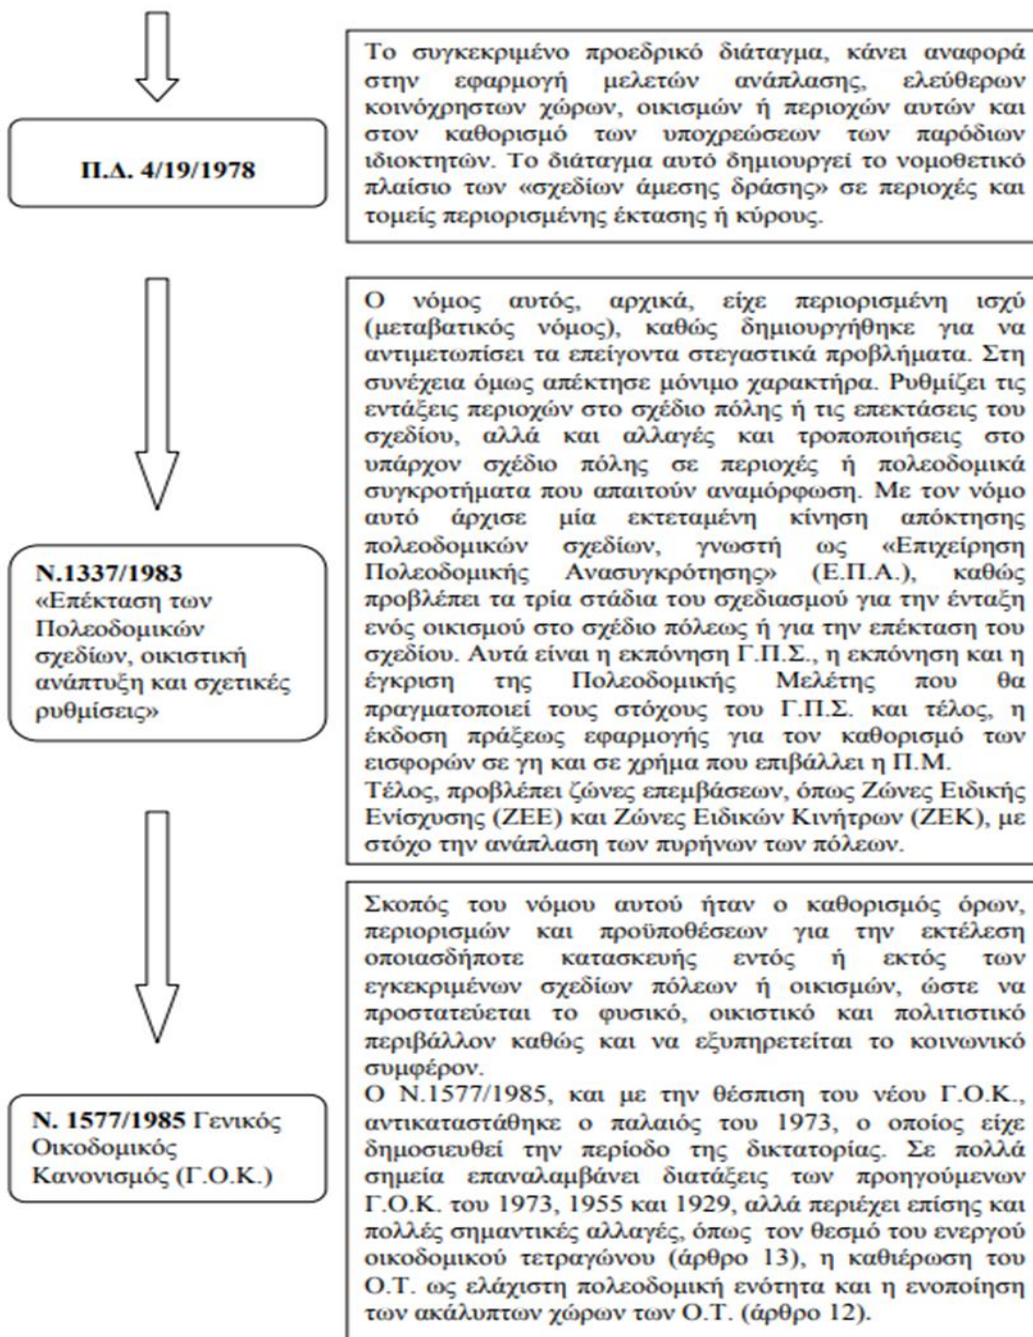 Π.Δ. 4/19/1978
Το συγκεκριμένο προεδρικό διάταγμα, κάνει αναφορά
στην εφαρμογή μελετών ανάπλασης, ελεύθερων
κοινόχρηστων χώρων, οικισμών ή περιοχών αυτών και
στον καθορισμό των υποχρεώσεων των παρόδιων
ιδιοκτητών. Το διάταγμα αυτό δημιουργεί το νομοθετικό
πλαίσιο των «σχεδίων άμεσης δράσης» σε περιοχές και
τομείς περιορισμένης έκτασης ή κύρους.
Ν.1337/1983
«Επέκταση των
Πολεοδομικών
σχεδίων, οικιστική
ανάπτυξη και σχετικές
ρυθμίσεις»
Ο νόμος αυτός, αρχικά, είχε περιορισμένη ισχύ
(μεταβατικός νόμος), καθώς δημιουργήθηκε για να
αντιμετωπίσει τα επείγοντα στεγαστικά προβλήματα. Στη
συνέχεια όμως απέκτησε μόνιμο χαρακτήρα. Ρυθμίζει τις
εντάξεις περιοχών στο σχέδιο πόλης ή τις επεκτάσεις του
σχεδίου, αλλά και αλλαγές και τροποποιήσεις στο
υπάρχον σχέδιο πόλης σε περιοχές ή πολεοδομικά
συγκροτήματα που απαιτούν αναμόρφωση. Με τον νόμο
αυτό άρχισε μία εκτεταμένη κίνηση απόκτησης
πολεοδομικών σχεδίων, γνωστή ως «Επιχείρηση
Πολεοδομικής Ανασυγκρότησης» (Ε.Π.Α.), καθώς
προβλέπει τα τρία στάδια του σχεδιασμού για την ένταξη
ενός οικισμού στο σχέδιο πόλεως ή για την επέκταση του
σχεδίου. Αυτά είναι η εκπόνηση Γ.Π.Σ., η εκπόνηση και η
έγκριση της Πολεοδομικής Μελέτης που θα
πραγματοποιεί τους στόχους του Γ.Π.Σ. και τέλος, η
έκδοση πράξεως εφαρμογής για τον καθορισμό των
εισφορών σε γη και σε χρήμα που επιβάλλει η Π.Μ.
Τέλος, προβλέπει ζώνες επεμβάσεων, όπως Ζώνες Ειδικής
Ενίσχυσης (ΖΕΕ) και Ζώνες Ειδικών Κινήτρων (ΖΕΚ), με
στόχο την ανάπλαση των πυρήνων των πόλεων.
Ν. 1577/1985 Γενικός
Οικοδομικός
Κανονισμός (Γ.Ο.Κ.)
Σκοπός του νόμου αυτού ήταν ο καθορισμός όρων,
περιορισμών και προϋποθέσεων για την εκτέλεση
οποιασδήποτε κατασκευής εντός ή εκτός των
εγκεκριμένων σχεδίων πόλεων ή οικισμών, ώστε να
προστατεύεται το φυσικό, οικιστικό και πολιτιστικό
περιβάλλον καθώς και να εξυπηρετείται το κοινωνικό
συμφέρον.
Ο Ν.1577/1985, και με την θέσπιση του νέου Γ.Ο.Κ.,
αντικαταστάθηκε ο παλαιός του 1973, ο οποίος είχε
δημοσιευθεί την περίοδο της δικτατορίας. Σε πολλά
σημεία επαναλαμβάνει διατάξεις των προηγούμενων
Γ.Ο.Κ. του 1973, 1955 και 1929, αλλά περιέχει επίσης και
πολλές σημαντικές αλλαγές, όπως τον θεσμό του ενεργού
οικοδομικού τετραγώνου (άρθρο 13), η καθιέρωση του
Ο.Τ. ως ελάχιστη πολεοδομική ενότητα και η ενοποίηση
των ακάλυπτων χώρων των Ο.Τ. (άρθρο 12).